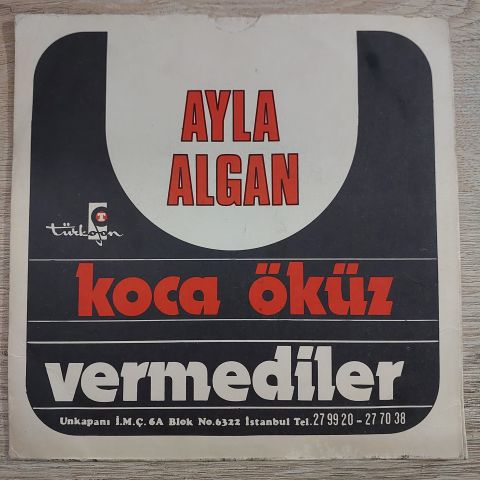 AYLA
ALGAN
T
türkofon
koca öküz
vermediler
Unkapanı İ.M.Ç. 6A Blok No.6322 İstanbul Tel. 27 99 20 - 27 70 38